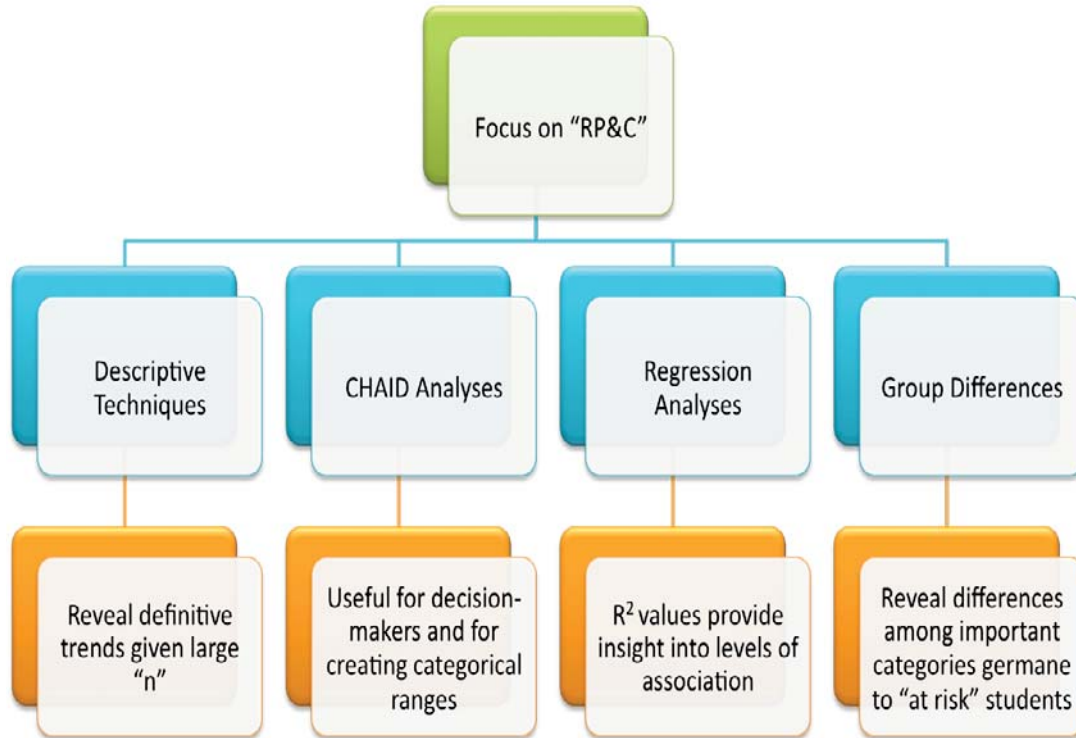 Focus on “RP&C”
Descriptive
Techniques
CHAID Analyses
Regression
Analyses
Group Differences
Reveal definitive
trends given large
“n”
Useful for decision-
makers and for
creating categorical
ranges
R² values provide
insight into levels of
association
Reveal differences
among important
categories germane
to “at risk” students